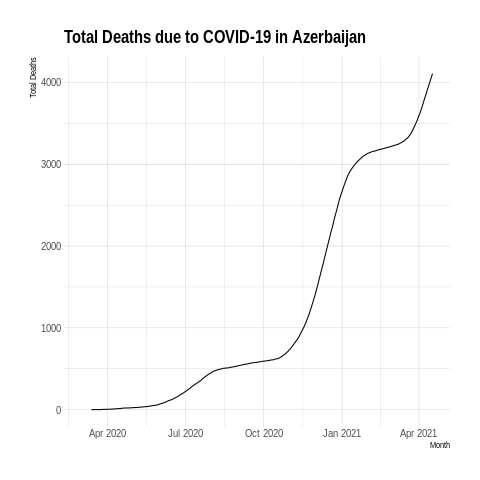 Total Deaths due to COVID-19 in Azerbaijan
Total Deaths
4000
3000
2000
1000
0
Apr 2020
Jul 2020
Oct 2020
Jan 2021
Apr 2021
Month